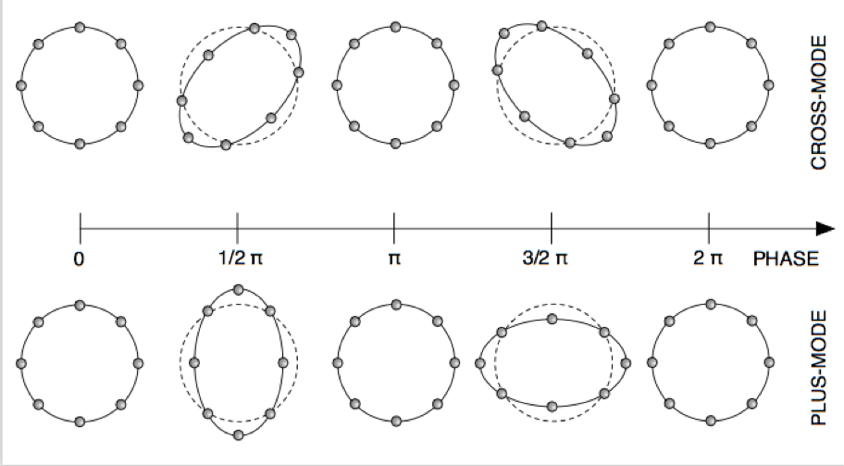 CROSS-MODE
0
1/2 π
π
3/2 π
2 π
PHASE
PLUS-MODE